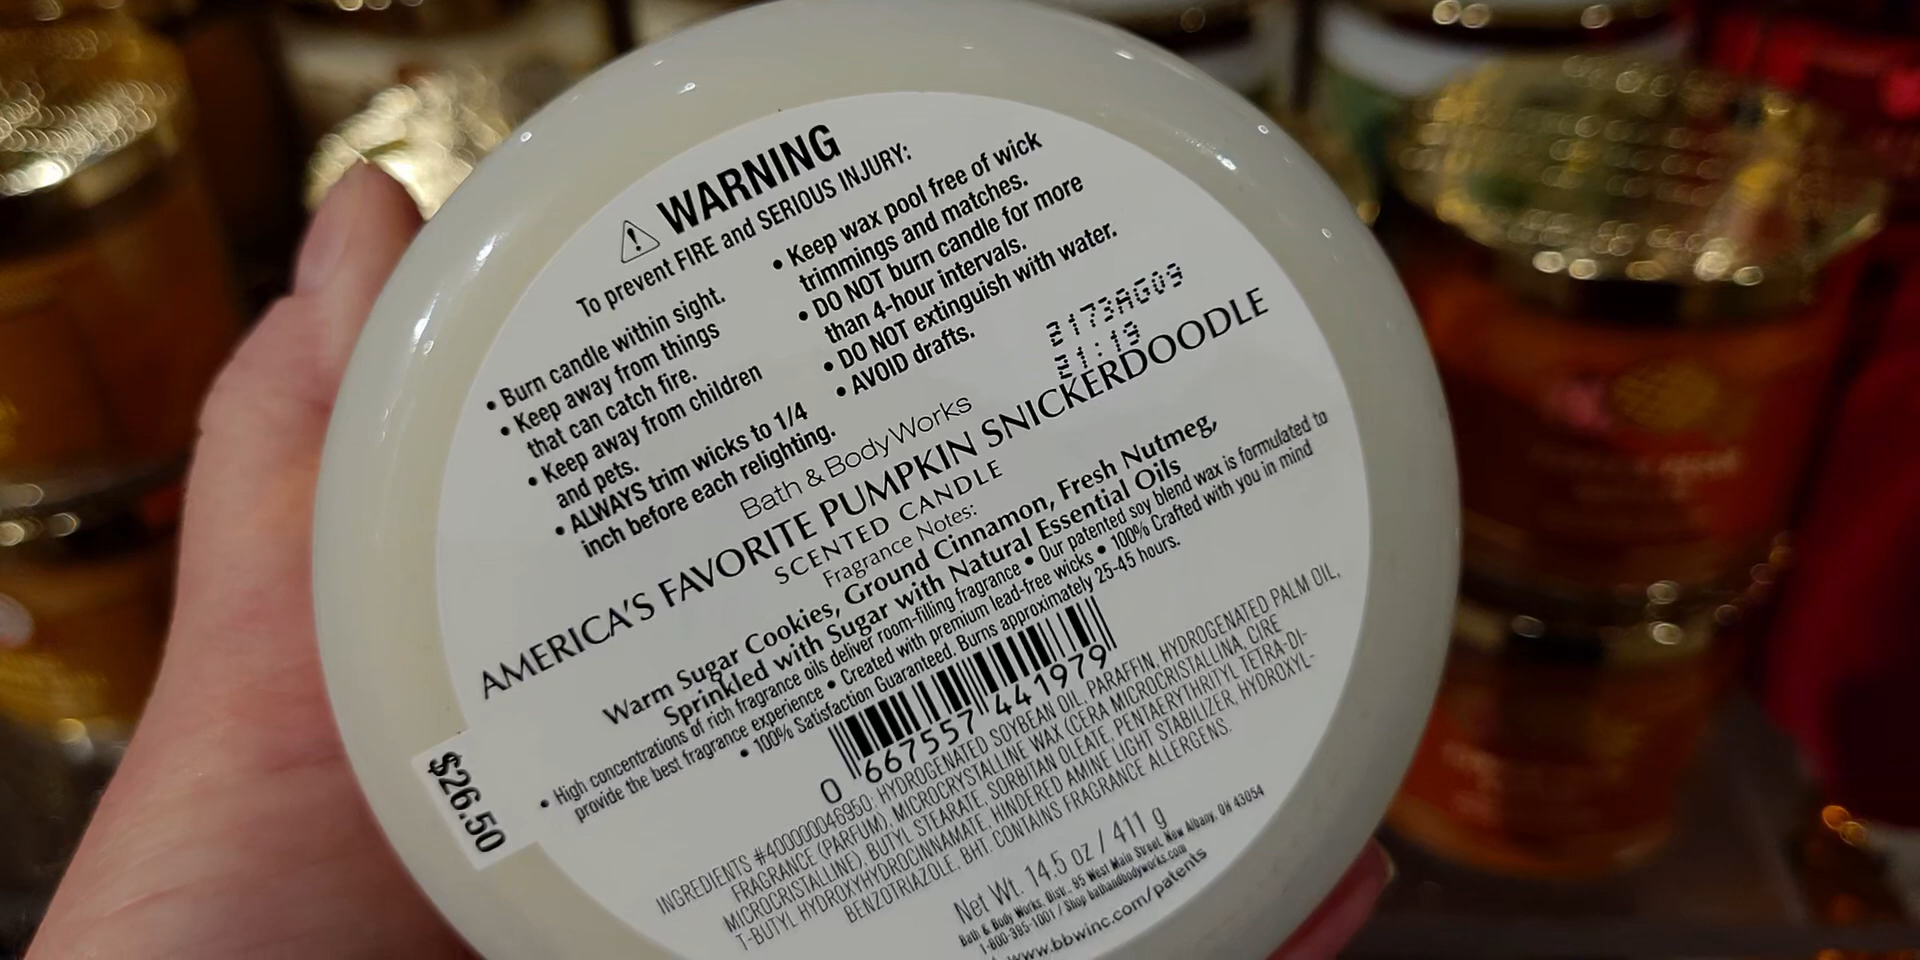 WARNING
To prevent FIRE and SERIOUS INJURY:
• Burn candle within sight.
• Keep away from things
that can catch fire.
• Keep away from children
and pets.
• ALWAYS trim wicks to 1/4
inch before each relighting.
• Keep wax pool free of wick
trimmings and matches.
• DO NOT burn candle for more
than 4-hour intervals.
• DO NOT extinguish with water.
• AVOID drafts.
2173AG09
21:19
Bath & Body Works
AMERICA'S FAVORITE PUMPKIN SNICKERDOODLE
SCENTED CANDLE
Fragrance Notes:
Warm Sugar Cookies, Ground Cinnamon, Fresh Nutmeg,
Sprinkled with Sugar with Natural Essential Oils
• High concentrations of rich fragrance oils deliver room-filling fragrance • Our patented soy blend wax is formulated to
provide the best fragrance experience • Created with premium lead-free wicks • 100% Crafted with you in mind
• 100% Satisfaction Guaranteed. Burns approximately 25-45 hours.
0 667557 441979
$26.50
INGREDIENTS #40000046950: HYDROGENATED SOYBEAN OIL, PARAFFIN, HYDROGENATED PALM OIL,
FRAGRANCE (PARFUM), MICROCRYSTALLINE WAX (CERA MICROCRISTALLINA, CIRE
MICROCRISTALLINE), BUTYL STEARATE, SORBITAN OLEATE, PENTAERYTHRITYL TETRA-DI-
T-BUTYL HYDROXYHYDROCINNAMATE, HINDERED AMINE LIGHT STABILIZER, HYDROXYL-
BENZOTRIAZOLE, BHT. CONTAINS FRAGRANCE ALLERGENS.
Net Wt. 14.5 oz / 411 g
Bath & Body Works, Distr., 95 West Main Street, New Albany, OH 43054
1-800-395-1001 / Shop bathandbodyworks.com
www.bbwinc.com/patents